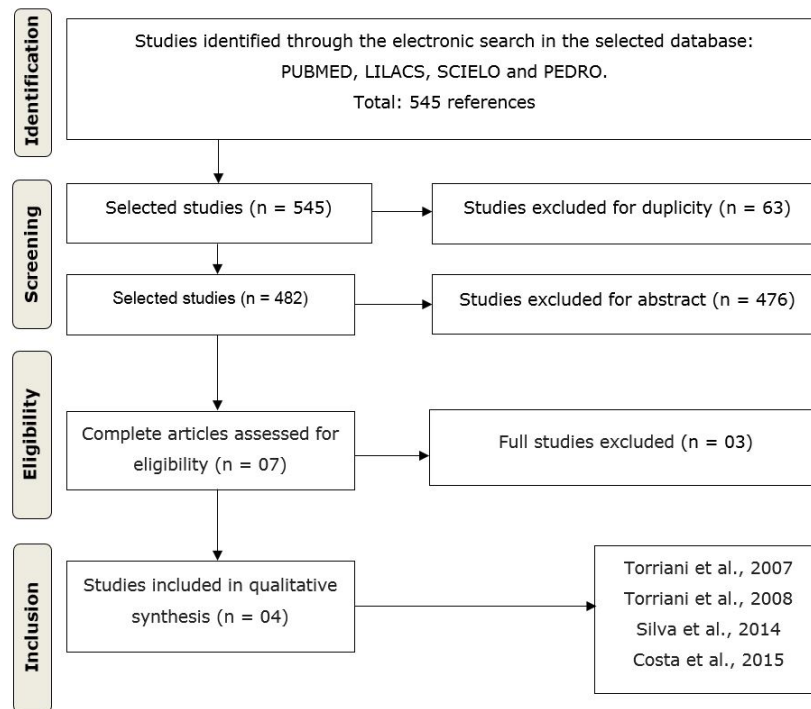 Identification
Studies identified through the electronic search in the selected database:
PUBMED, LILACS, SCIELO and PEDRO.
Total: 545 references
Screening
Selected studies (n = 545)
Studies excluded for duplicity (n = 63)
Selected studies (n = 482)
Studies excluded for abstract (n = 476)
Eligibility
Complete articles assessed for
eligibility (n = 07)
Full studies excluded (n = 03)
Inclusion
Studies included in qualitative
synthesis (n = 04)
Torriani et al., 2007
Torriani et al., 2008
Silva et al., 2014
Costa et al., 2015